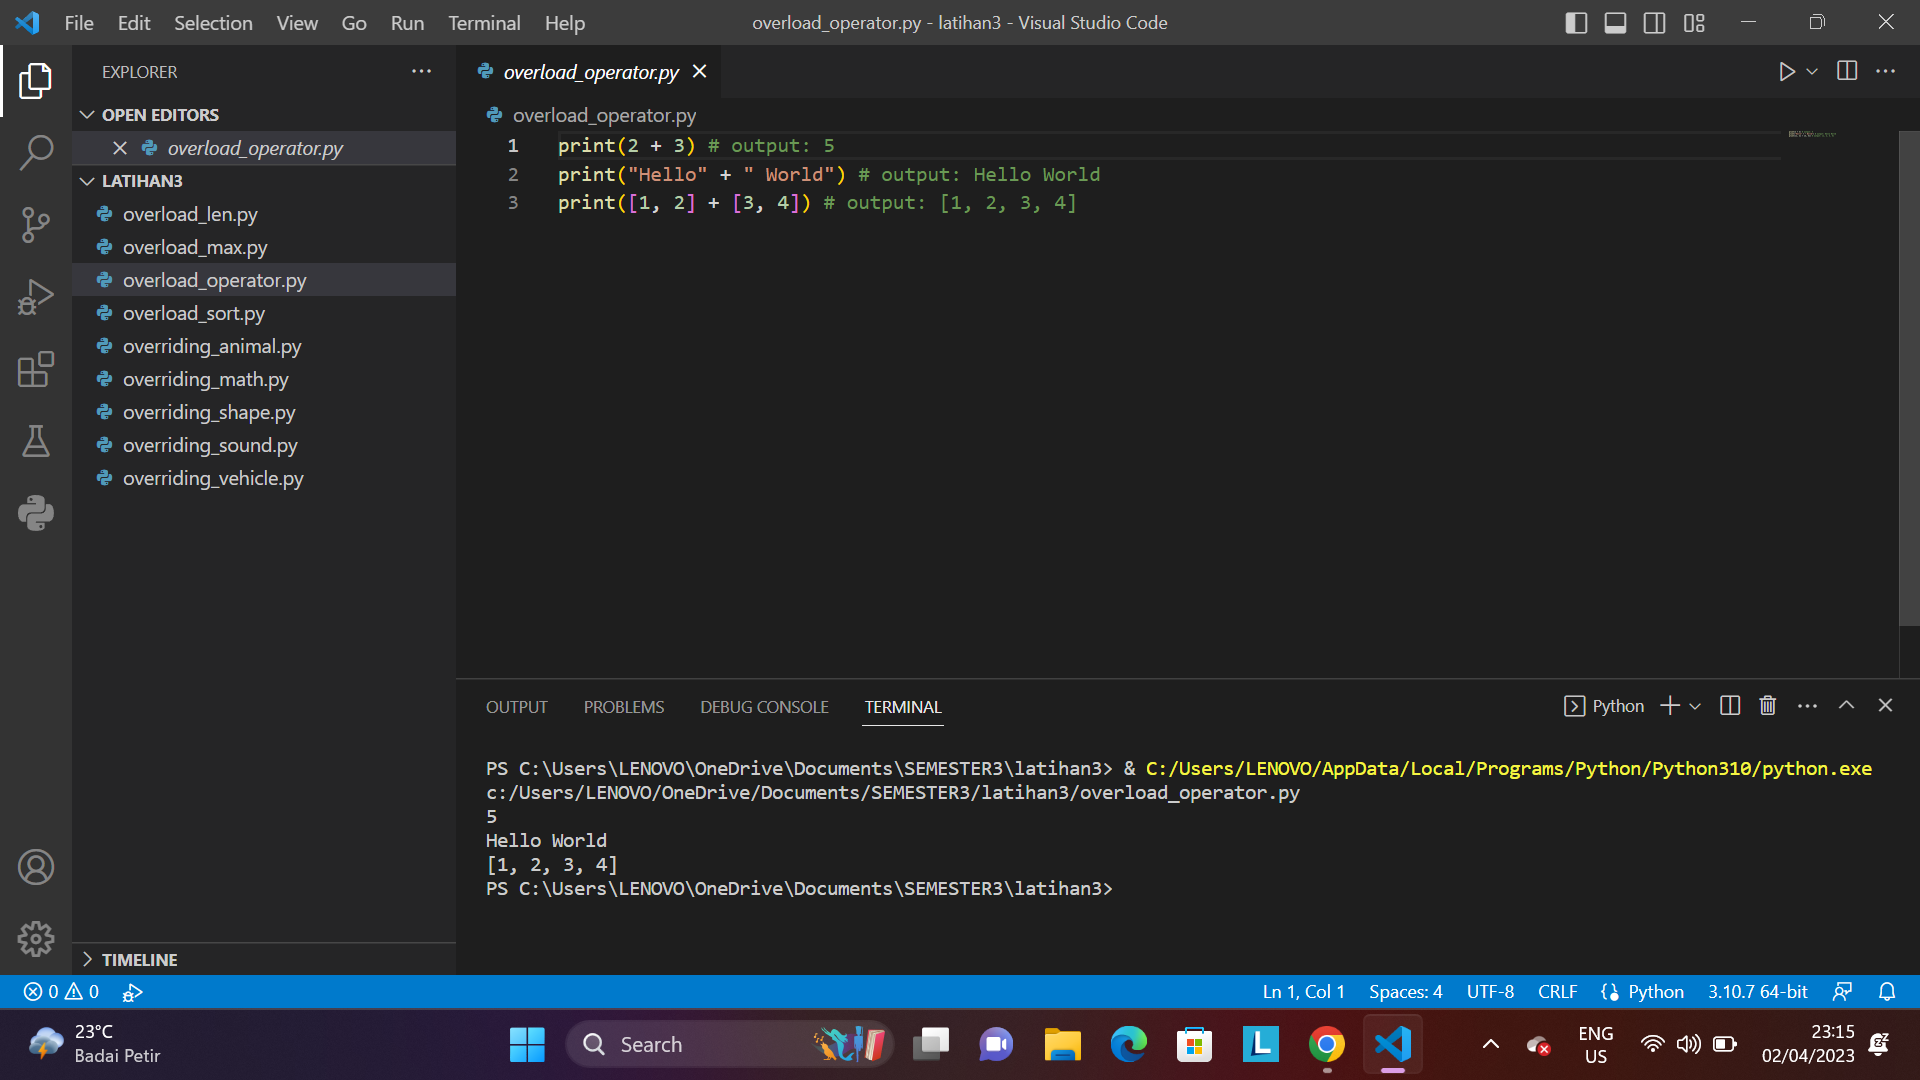 File Edit Selection View Go Run Terminal Help
overload_operator.py - latihan3 - Visual Studio Code
EXPLORER
OPEN EDITORS
overload_operator.py
LATIHAN3
overload_len.py
overload_max.py
overload_operator.py
overload_sort.py
overriding_animal.py
overriding_math.py
overriding_shape.py
overriding_sound.py
overriding_vehicle.py
TIMELINE
overload_operator.py
overload_operator.py
1 print(2 + 3) # output: 5
2 print("Hello" + " World") # output: Hello World
3 print([1, 2] + [3, 4]) # output: [1, 2, 3, 4]
OUTPUT PROBLEMS DEBUG CONSOLE TERMINAL
Python
PS C:\Users\LENOVO\OneDrive\Documents\SEMESTER3\latihan3> & C:/Users/LENOVO/AppData/Local/Programs/Python/Python310/python.exe
c:/Users/LENOVO/OneDrive/Documents/SEMESTER3/latihan3/overload_operator.py
5
Hello World
[1, 2, 3, 4]
PS C:\Users\LENOVO\OneDrive\Documents\SEMESTER3\latihan3>
0 0
Ln 1, Col 1 Spaces: 4 UTF-8 CRLF Python 3.10.7 64-bit
23°C
Badai Petir
Search
L
ENG
US
23:15
02/04/2023